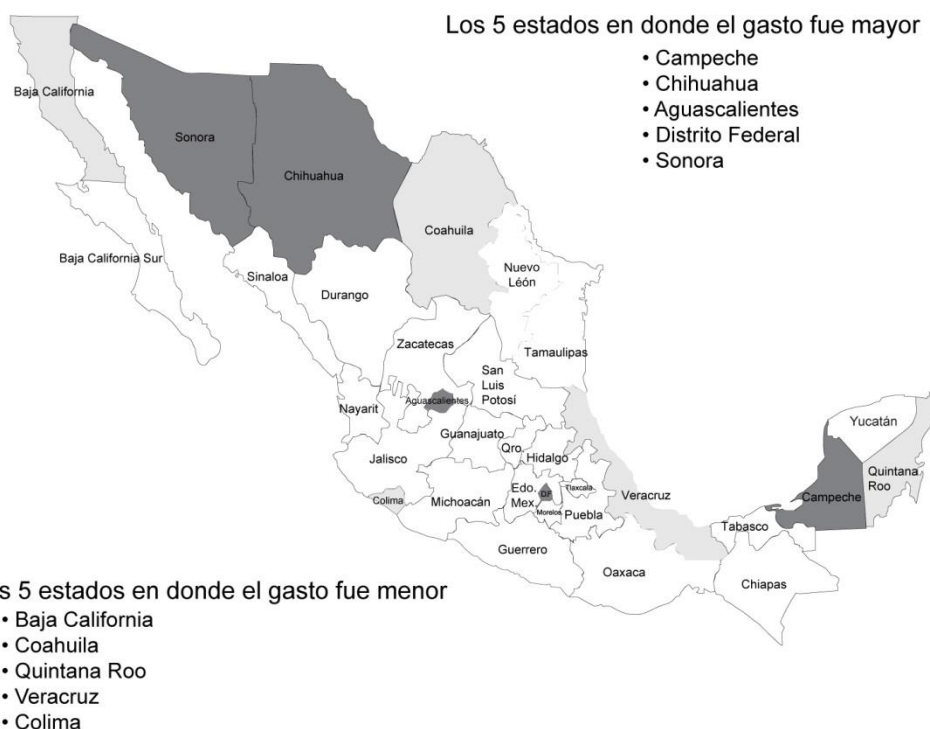 Los 5 estados en donde el gasto fue mayor
• Campeche
• Chihuahua
• Aguascalientes
• Distrito Federal
• Sonora
Baja California
Sonora
Chihuahua
Coahuila
Baja California Sur
Sinaloa
Durango
Nuevo
Léón
Zacatecas
Tamaulipas
San
Luis
Potosí
Nayarit
Aguascalientes
Guanajuato
Qro.
Hidalgo
Jalisco
Yucatán
Quintana
Roo
Campeche
Colima
Michoacán
Edo.
Mex.
DF
Tlaxcala
Morelos
Puebla
Veracruz
Tabasco
Guerrero
Oaxaca
Chiapas
s 5 estados en donde el gasto fue menor
• Baja California
• Coahuila
• Quintana Roo
• Veracruz
• Colima